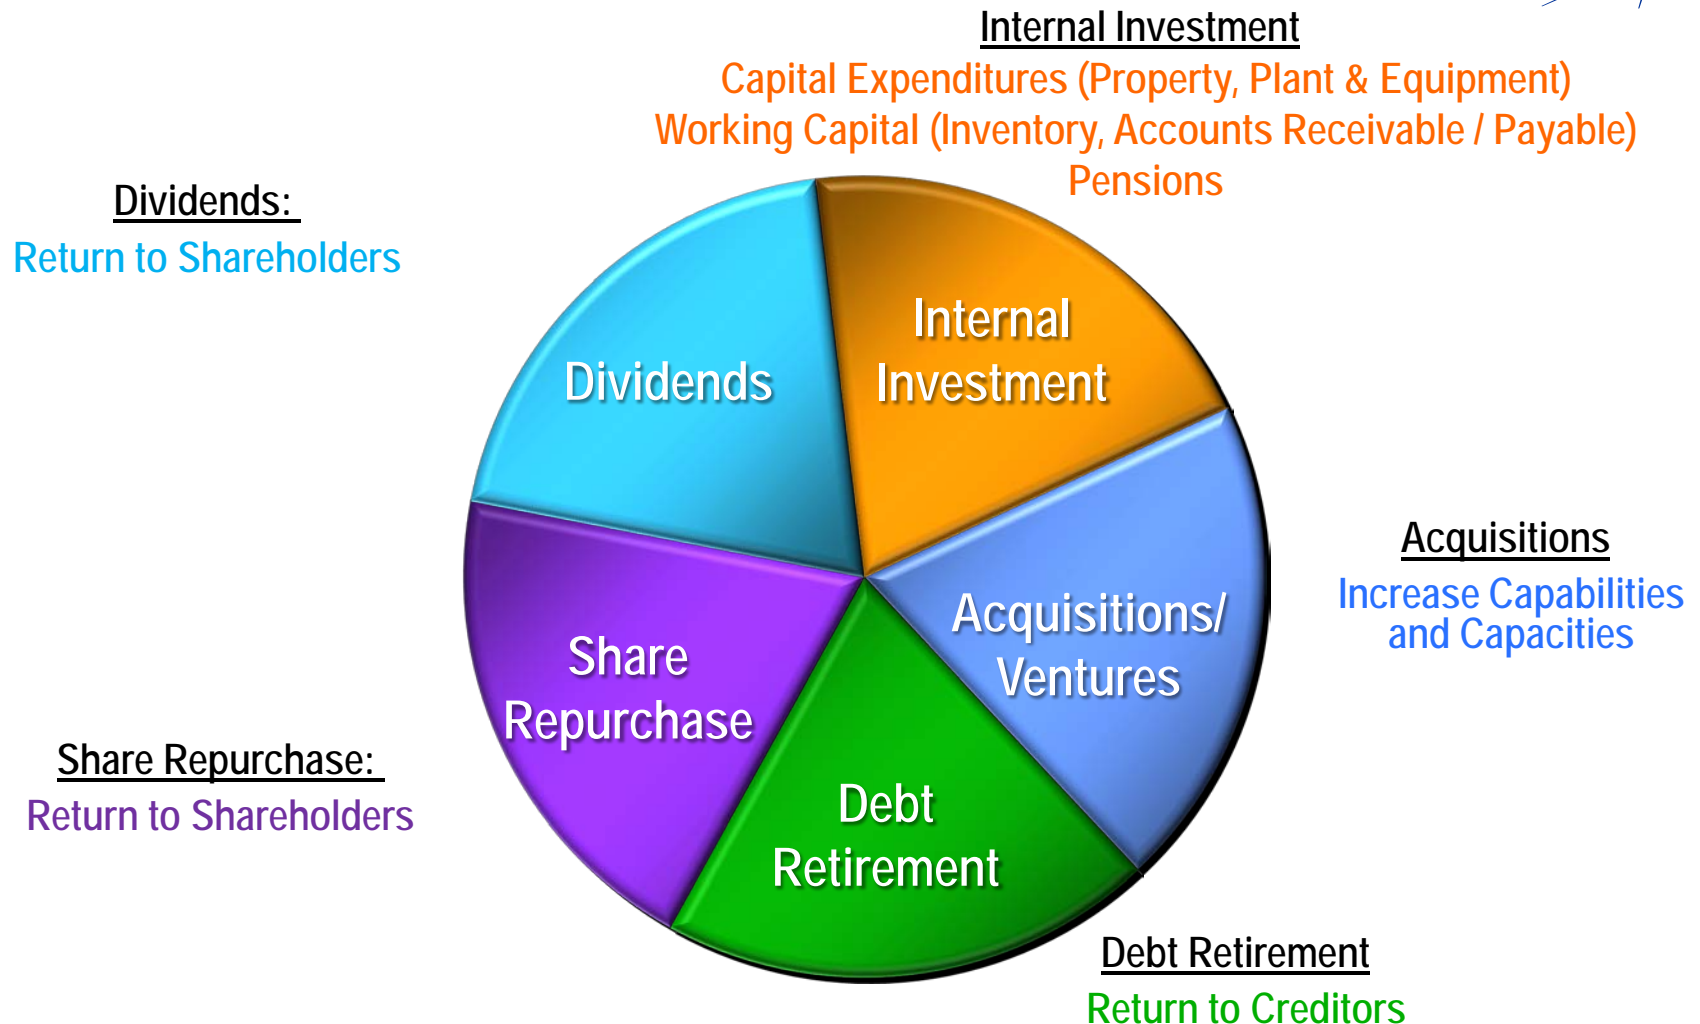 Internal Investment
Capital Expenditures (Property, Plant & Equipment)
Working Capital (Inventory, Accounts Receivable / Payable)
Pensions
Dividends:
Return to Shareholders
Internal
Investment
Dividends
Acquisitions
Increase Capabilities
and Capacities
Acquisitions/
Ventures
Share
Repurchase
Share Repurchase:
Return to Shareholders
Debt
Retirement
Debt Retirement
Return to Creditors